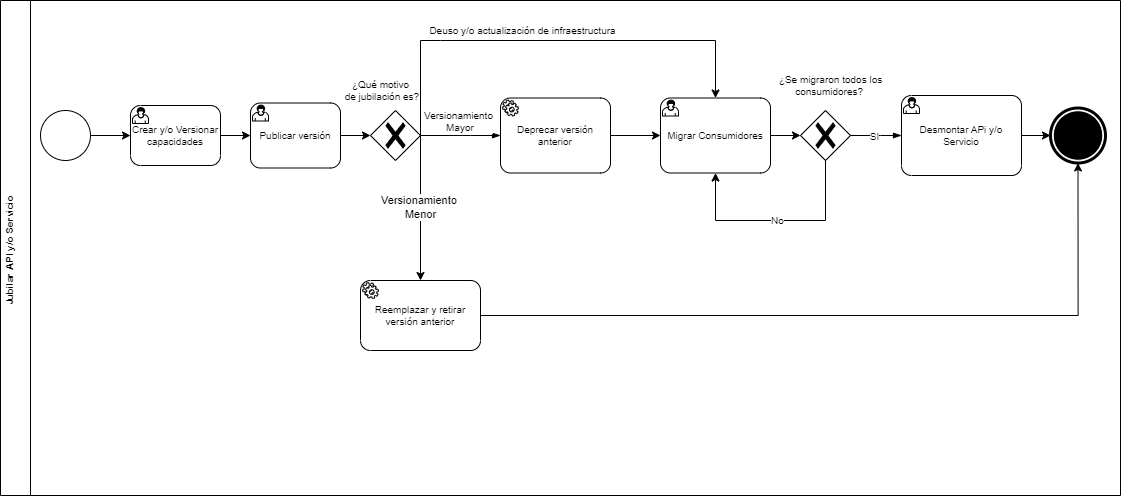 Jubilar API y/o Servicio
Deuso y/o actualización de infraestructura
¿Qué motivo
de jubilación es?
¿Se migraron todos los
consumidores?
Crear y/o Versionar
capacidades
Publicar versión
Versionamiento
Mayor
Deprecar versión
anterior
Migrar Consumidores
SI
Desmontar APi y/o
Servicio
Versionamiento
Menor
No
Reemplazar y retirar
versión anterior